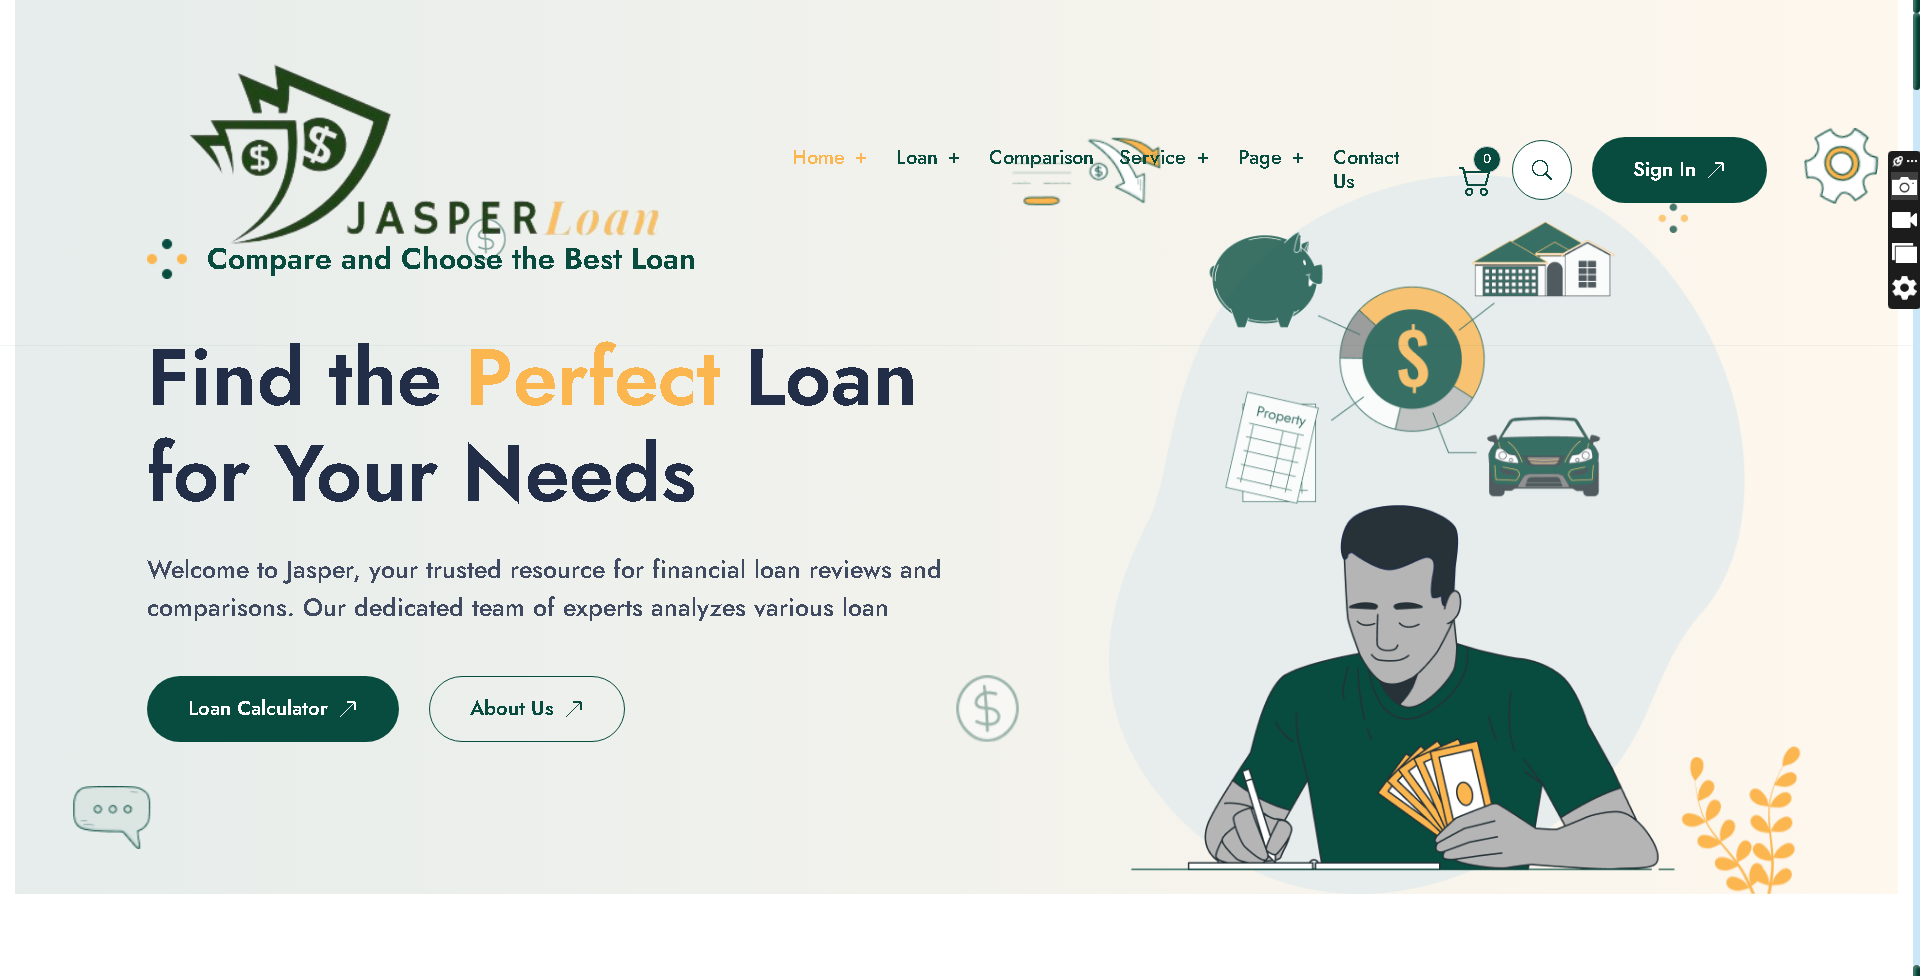 JASPER Loan
Home + Loan + Comparison Service + Page + Contact Us
0
Sign In
Compare and Choose the Best Loan
Find the Perfect Loan
for Your Needs
Welcome to Jasper, your trusted resource for financial loan reviews and
comparisons. Our dedicated team of experts analyzes various loan
Loan Calculator
About Us
Property